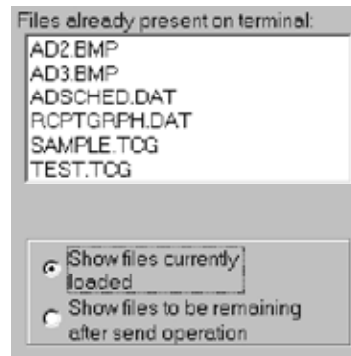 Files already present on terminal:
AD2.BMP
AD3.BMP
ADSCHED.DAT
RCPTGRPH.DAT
SAMPLE.TCG
TEST.TCG
Show files currently
loaded
Show files to be remaining
after send operation